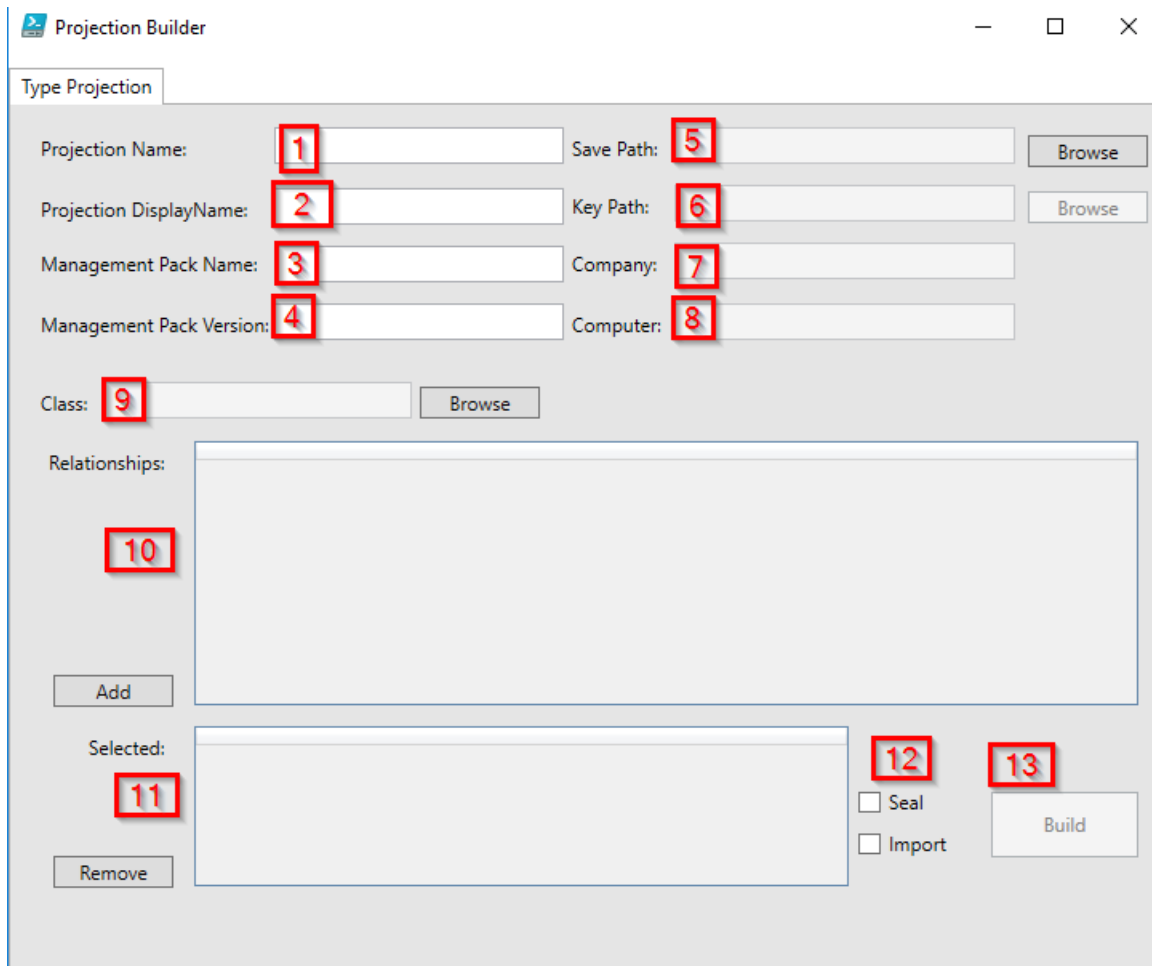 Projection Builder
Type Projection
Projection Name: 1 Save Path: 5 Browse
Projection DisplayName: 2 Key Path: 6 Browse
Management Pack Name: 3 Company: 7
Management Pack Version: 4 Computer: 8
Class: 9 Browse
Relationships:
10
Add
Selected:
12 13
11
Seal
Build
Import
Remove